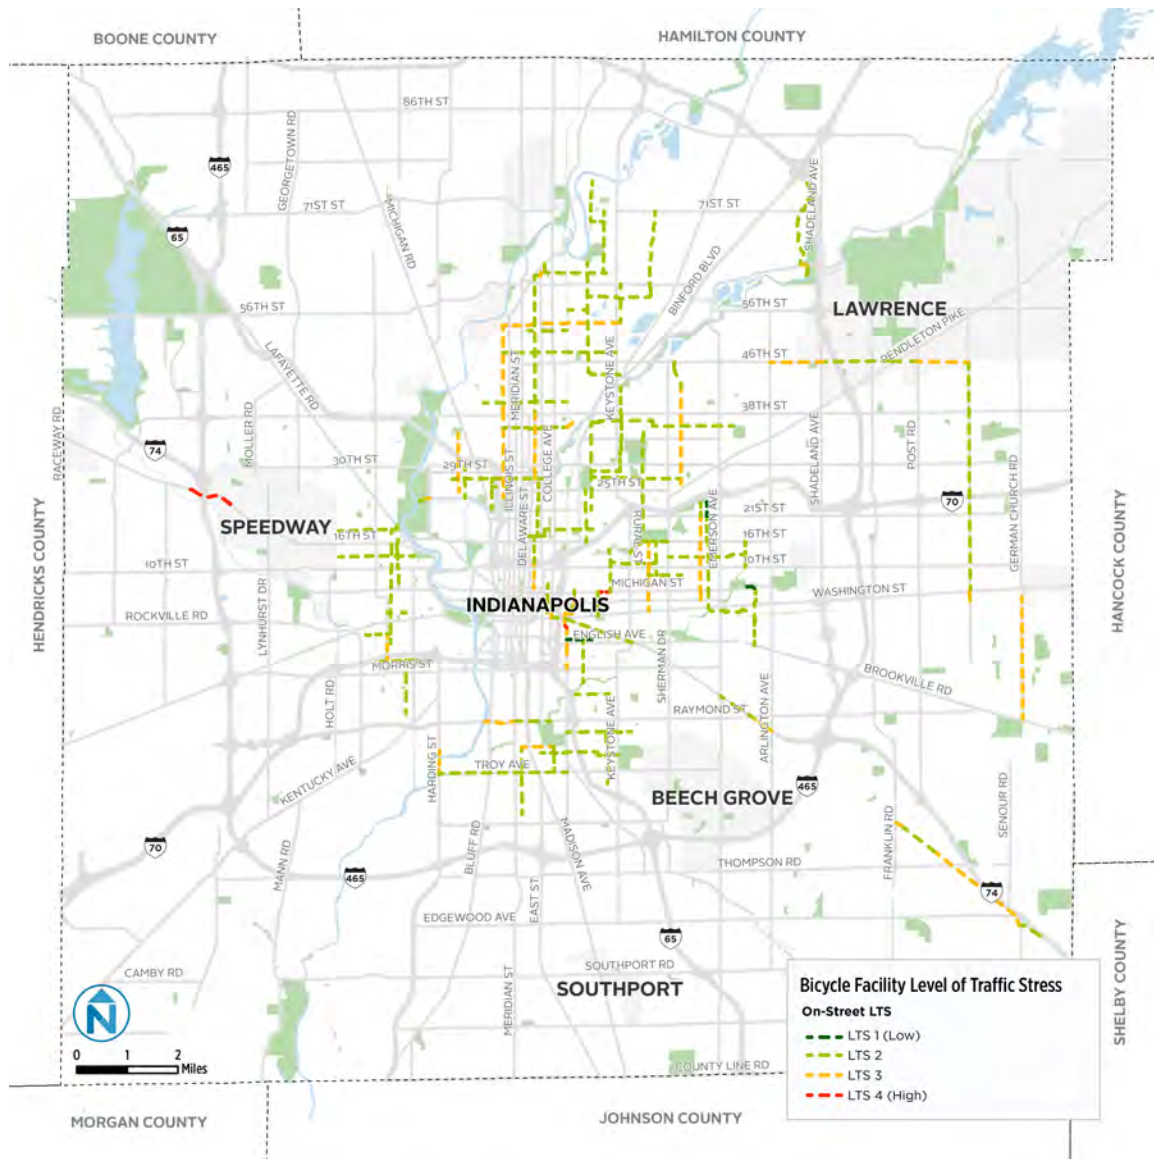 BOONE COUNTY
HAMILTON COUNTY
86TH ST
GEORGETOWN RD
465
SHADELAND AVE
71ST ST
MICHIGAN RD
71ST ST
65
BINFORD BLVD
56TH ST
56TH ST
LAWRENCE
LAFAYETTE RD
MERIDIAN ST
KEYSTONE AVE
46TH ST
PENDLETON PIKE
RACEWAY RD
MOLLER RD
38TH ST
74
30TH ST
29TH ST
ILLINOIS ST
COLLEGE AVE
25TH ST
SHADELAND AVE
POST RD
GERMAN CHURCH RD
70
SPEEDWAY
16TH ST
DELAWARE ST
RURAL ST
EMERSON AVE
21ST ST
16TH ST
10TH ST
10TH ST
HENDRICKS COUNTY
HANCOCK COUNTY
LYNHURST DR
MICHIGAN ST
WASHINGTON ST
INDIANAPOLIS
ROCKVILLE RD
ENGLISH AVE
SHERMAN DR
MORRIS ST
BROOKVILLE RD
HOLT RD
KEYSTONE AVE
RAYMOND ST
ARLINGTON AVE
HARDING ST
TROY AVE
KENTUCKY AVE
BEECH GROVE
465
SENOUR RD
FRANKLIN RD
70
MANN RD
BLUFF RD
MADISON AVE
THOMPSON RD
465
EAST ST
74
EDGEWOOD AVE
65
SHELBY COUNTY
CAMBY RD
SOUTHPORT RD
SOUTHPORT
MERIDIAN ST
N
0 1 2
Miles
COUNTY LINE RD
Bicycle Facility Level of Traffic Stress
On-Street LTS
LTS 1 (Low)
LTS 2
LTS 3
LTS 4 (High)
MORGAN COUNTY
JOHNSON COUNTY